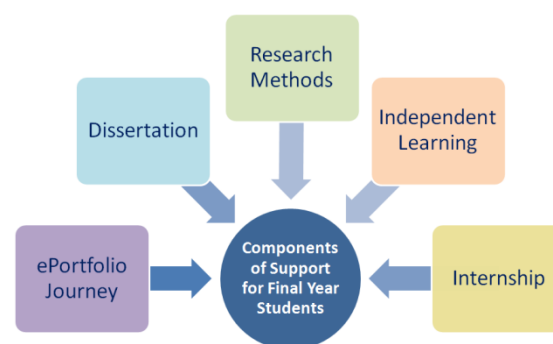 Research
Methods
Dissertation
Independent
Learning
ePortfolio
Journey
Components
of Support
for Final Year
Students
Internship